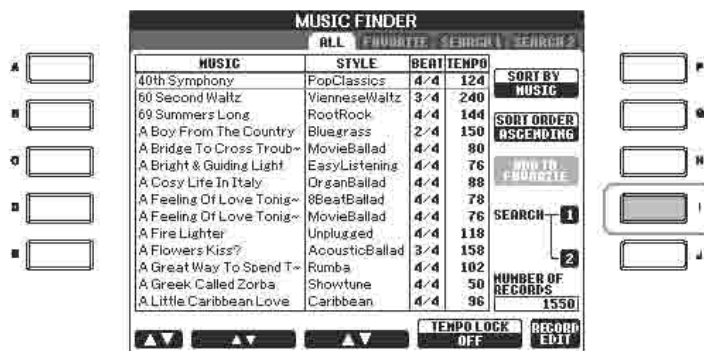 MUSIC FINDER
ALL FAVORITE SEARCH 1 SEARCH 2
MUSIC STYLE BEAT TEMPO
40th Symphony PopClassics 4/4 124
60 Second Waltz VienneseWaltz 3/4 240
69 Summers Long RootRock 4/4 144
A Boy From The Country Bluegrass 2/4 150
A Bridge To Cross Troub~ MovieBallad 4/4 80
A Bright & Guiding Light EasyListening 4/4 76
A Cosy Life In Italy OrganBallad 4/4 88
A Feeling Of Love Tonig~ 8BeatBallad 4/4 78
A Feeling Of Love Tonig~ MovieBallad 4/4 76
A Fire Lighter Unplugged 4/4 118
A Flowers Kiss? AcousticBallad 3/4 158
A Great Way To Spend T~ Rumba 4/4 102
A Greek Called Zorba Showtune 4/4 50
A Little Caribbean Love Caribbean 4/4 96
SORT BY
MUSIC
SORT ORDER
ASCENDING
ADD TO
FAVORITE
SEARCH 1
2
NUMBER OF
RECORDS
1550
TEMPO LOCK
OFF
RECORD
EDIT
A
B
C
D
E
F
G
H
I
J